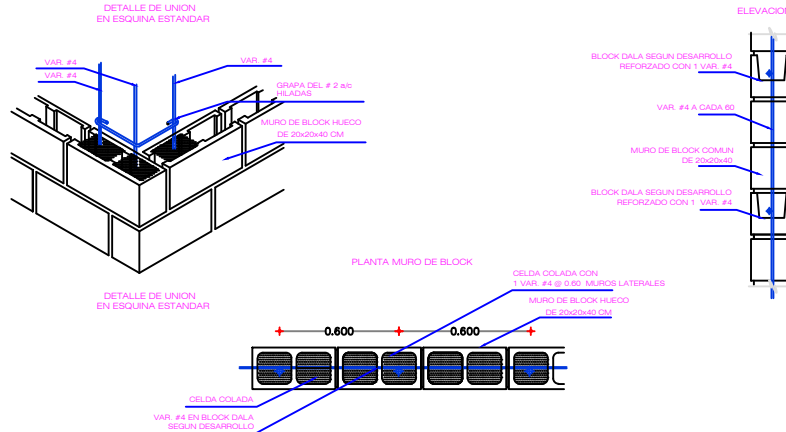 DETALLE DE UNION
EN ESQUINA ESTANDAR
VAR. #4
VAR. #4
VAR. #4
GRAPA DEL # 2 a/c
HILADAS
MURO DE BLOCK HUECO
DE 20x20x40 CM
ELEVACION
BLOCK DALA SEGUN DESARROLLO
REFORZADO CON 1 VAR. #4
VAR. #4 A CADA 60
MURO DE BLOCK COMUN
DE 20x20x40
BLOCK DALA SEGUN DESARROLLO
REFORZADO CON 1 VAR. #4
DETALLE DE UNION
EN ESQUINA ESTANDAR
PLANTA MURO DE BLOCK
CELDA COLADA CON
1 VAR. #4 @ 0.60. MUROS LATERALES
MURO DE BLOCK HUECO
DE 20x20x40 CM
0.600
0.600
CELDA COLADA
VAR. #4 EN BLOCK DALA
SEGUN DESARROLLO